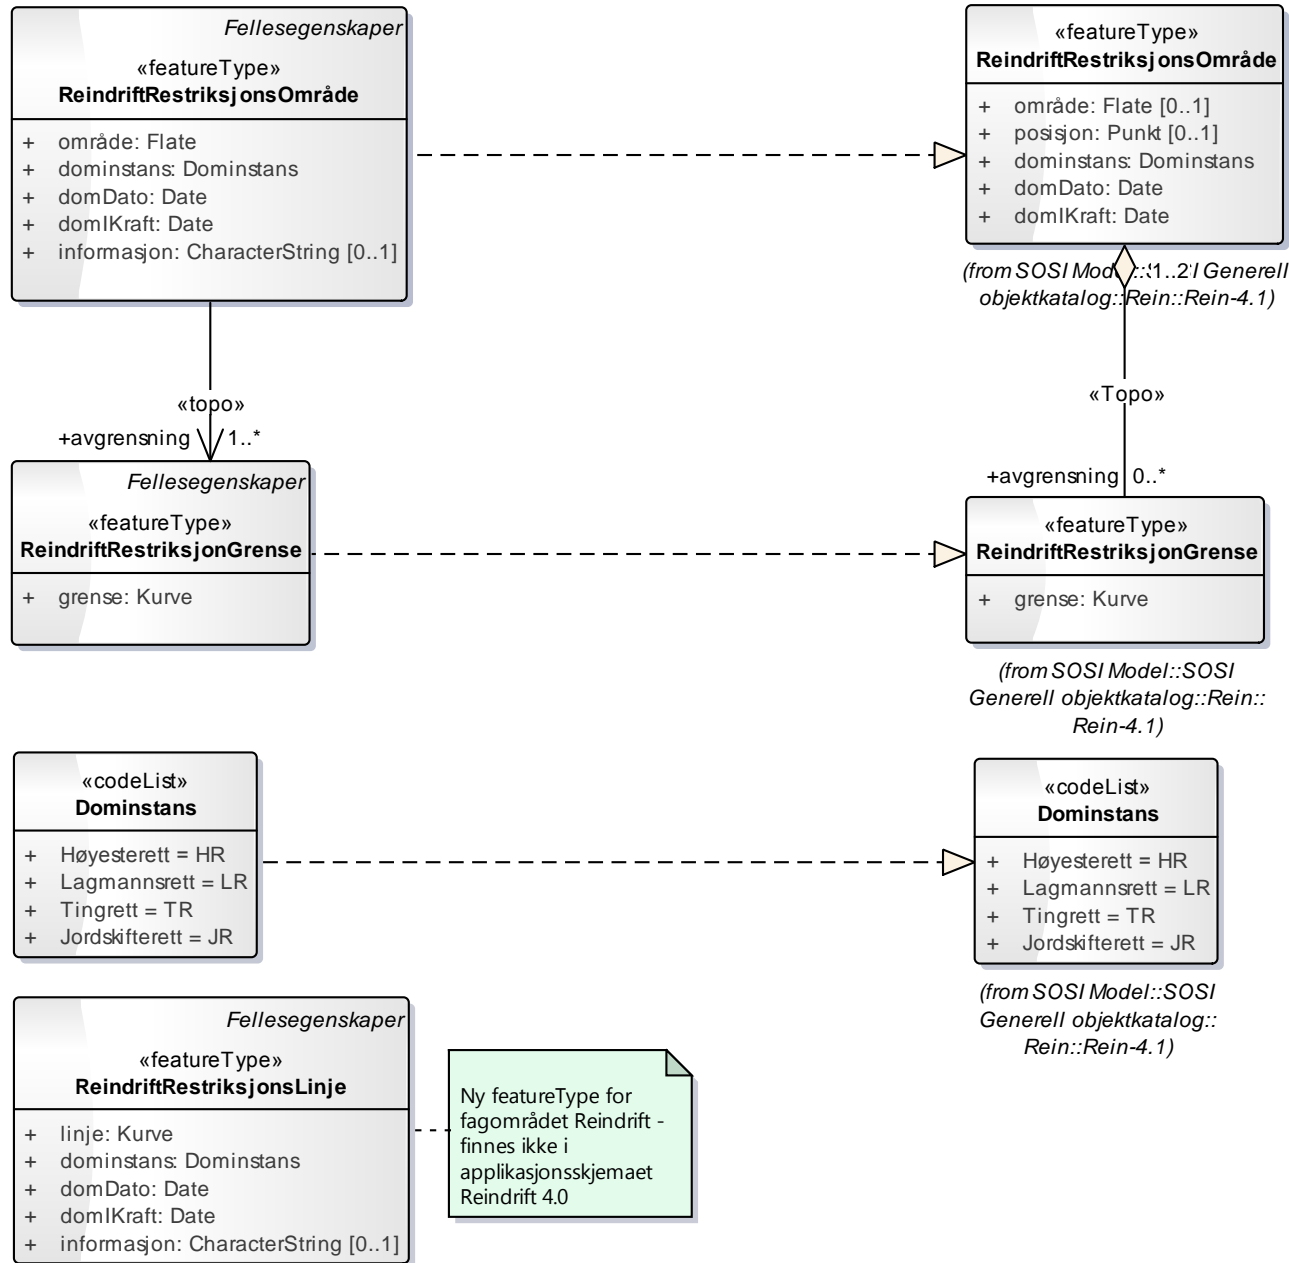 Fellesegenskaper
«featureType»
ReindriftRestriksjonsOmråde
+ område: Flate
+ dominstans: Dominstans
+ domDato: Date
+ domIKraft: Date
+ informasjon: CharacterString [0..1]
«featureType»
ReindriftRestriksjonsOmråde
+ område: Flate [0..1]
+ posisjon: Punkt [0..1]
+ dominstans: Dominstans
+ domDato: Date
+ domIKraft: Date
(from SOSI Model::
1..2
I Generell
objektkatalog::Rein::Rein-4.1)
«topo»
+avgrensning 1..*
«Topo»
+avgrensning 0..*
Fellesegenskaper
«featureType»
ReindriftRestriksjonGrense
+ grense: Kurve
«featureType»
ReindriftRestriksjonGrense
+ grense: Kurve
(from SOSI Model::SOSI
Generell objektkatalog::Rein::
Rein-4.1)
«codeList»
Dominstans
+ Høyesterett = HR
+ Lagmannsrett = LR
+ Tingrett = TR
+ Jordskifterett = JR
«codeList»
Dominstans
+ Høyesterett = HR
+ Lagmannsrett = LR
+ Tingrett = TR
+ Jordskifterett = JR
(from SOSI Model::SOSI
Generell objektkatalog::
Rein::Rein-4.1)
Fellesegenskaper
«featureType»
ReindriftRestriksjonsLinje
+ linje: Kurve
+ dominstans: Dominstans
+ domDato: Date
+ domIKraft: Date
+ informasjon: CharacterString [0..1]
Ny featureType for
fagområdet Reindrift -
finnes ikke i
applikasjonsskjemaet
Reindrift 4.0